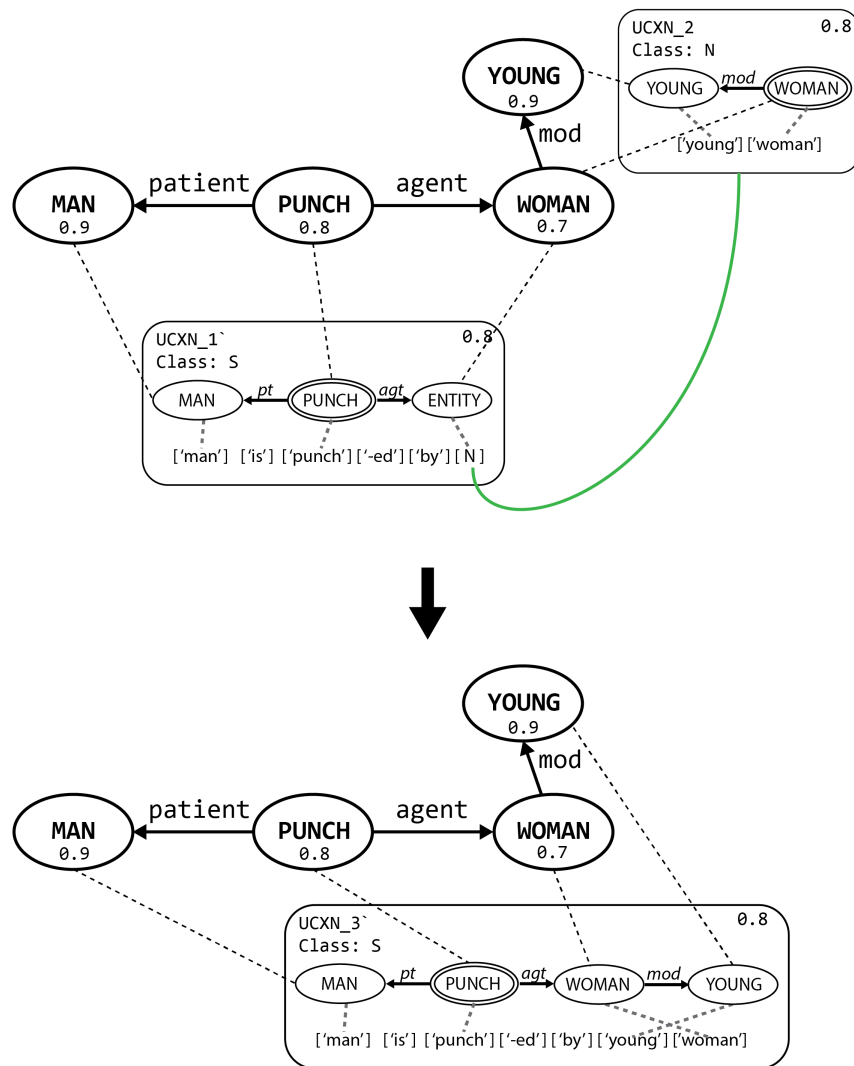 UCXN_2 0.8
Class: N
YOUNG
0.9
YOUNG mod WOMAN
mod
['young'] ['woman']
patient agent
MAN PUNCH WOMAN
0.9 0.8 0.7
UCXN_1` 0.8
Class: S
MAN pt PUNCH agt ENTITY
['man'] ['is'] ['punch'] ['-ed'] ['by'] [ N ]
YOUNG
0.9
mod
patient agent
MAN PUNCH WOMAN
0.9 0.8 0.7
UCXN_3` 0.8
Class: S
MAN pt PUNCH agt WOMAN mod YOUNG
['man'] ['is'] ['punch'] ['-ed'] ['by'] ['young'] ['woman']